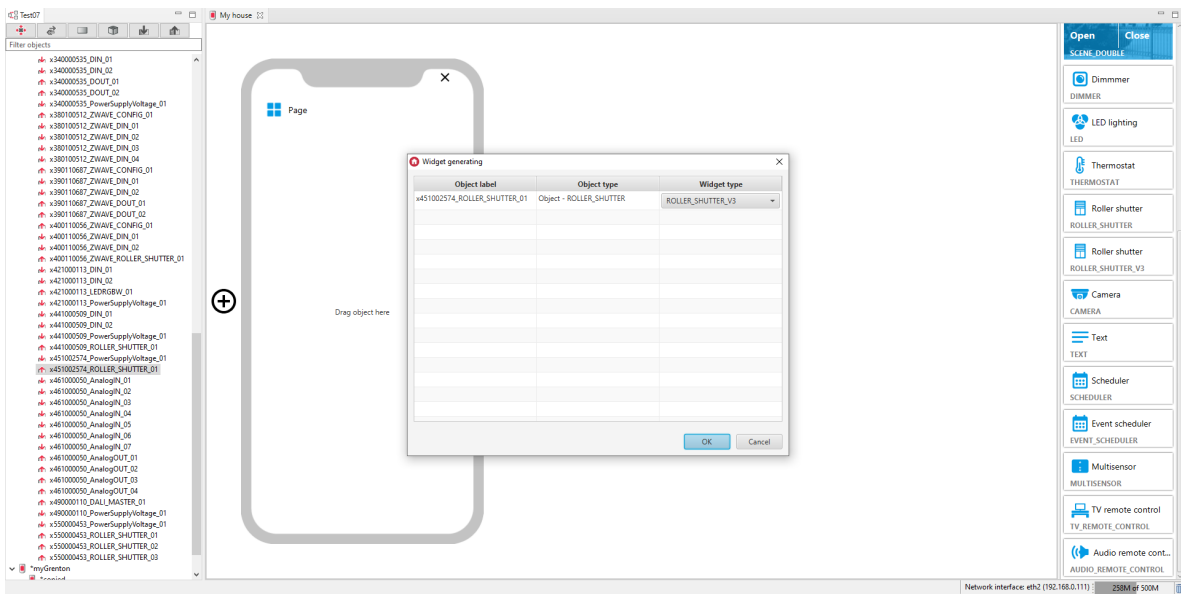 Test07
Filter objects
x340000535_DIN_01
x340000535_DIN_02
x340000535_DOUT_01
x340000535_DOUT_02
x340000535_PowerSupplyVoltage_01
x380100512_ZWAVE_CONFIG_01
x380100512_ZWAVE_DIN_01
x380100512_ZWAVE_DIN_02
x380100512_ZWAVE_DIN_03
x380100512_ZWAVE_DIN_04
x390110687_ZWAVE_CONFIG_01
x390110687_ZWAVE_DIN_01
x390110687_ZWAVE_DIN_02
x390110687_ZWAVE_DOUT_01
x390110687_ZWAVE_DOUT_02
x400110056_ZWAVE_CONFIG_01
x400110056_ZWAVE_DIN_01
x400110056_ZWAVE_DIN_02
x400110056_ZWAVE_ROLLER_SHUTTER_01
x421000113_DIN_01
x421000113_DIN_02
x421000113_LEDRGBW_01
x421000113_PowerSupplyVoltage_01
x441000509_DIN_01
x441000509_DIN_02
x441000509_PowerSupplyVoltage_01
x441000509_ROLLER_SHUTTER_01
x451002574_PowerSupplyVoltage_01
x451002574_ROLLER_SHUTTER_01
x461000050_AnalogIN_01
x461000050_AnalogIN_02
x461000050_AnalogIN_03
x461000050_AnalogIN_04
x461000050_AnalogIN_05
x461000050_AnalogIN_06
x461000050_AnalogIN_07
x461000050_AnalogOUT_01
x461000050_AnalogOUT_02
x461000050_AnalogOUT_03
x461000050_AnalogOUT_04
x490000110_DALI_MASTER_01
x490000110_PowerSupplyVoltage_01
x550000453_PowerSupplyVoltage_01
x550000453_ROLLER_SHUTTER_01
x550000453_ROLLER_SHUTTER_02
x550000453_ROLLER_SHUTTER_03
*myGrenton
*copied
My house
Page
Drag object here
Widget generating
Object label Object type Widget type
x451002574_ROLLER_SHUTTER_01 Object - ROLLER_SHUTTER ROLLER_SHUTTER_V3
OK Cancel
Open Close
SCENE_DOUBLE
Dimmmer
DIMMER
LED lighting
LED
Thermostat
THERMOSTAT
Roller shutter
ROLLER_SHUTTER
Roller shutter
ROLLER_SHUTTER_V3
Camera
CAMERA
Text
TEXT
Scheduler
SCHEDULER
Event scheduler
EVENT_SCHEDULER
Multisensor
MULTISENSOR
TV remote control
TV_REMOTE_CONTROL
Audio remote cont...
AUDIO_REMOTE_CONTROL
Network interface: eth2 (192.168.0.111) 258M of 500M